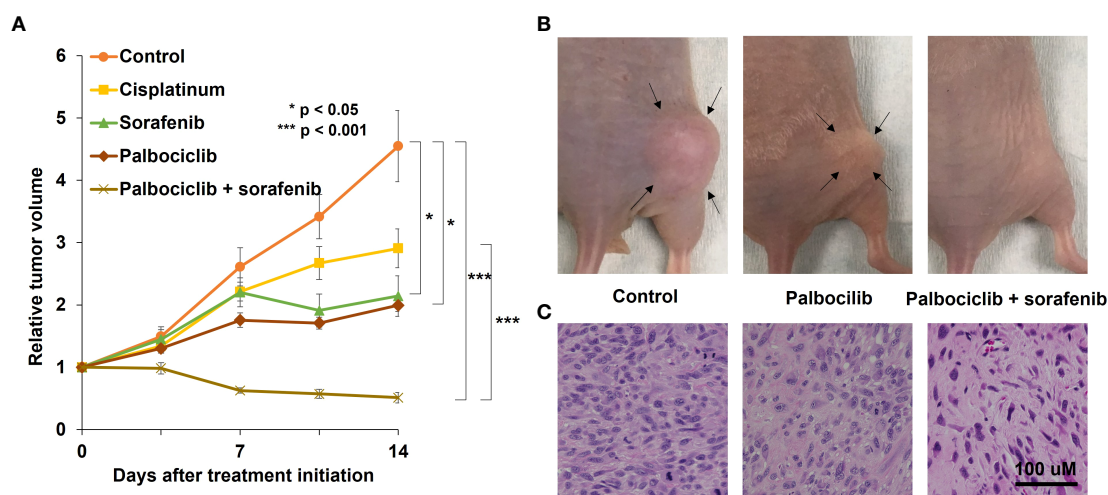 A
Relative tumor volume
6
5
4
3
2
1
0
Control
Cisplatinum
Sorafenib
Palbociclib
Palbociclib + sorafenib
* p < 0.05
*** p < 0.001
*
*
***
***
0 7 14
Days after treatment initiation
B
Control Palbocilib Palbociclib + sorafenib
C
100 uM